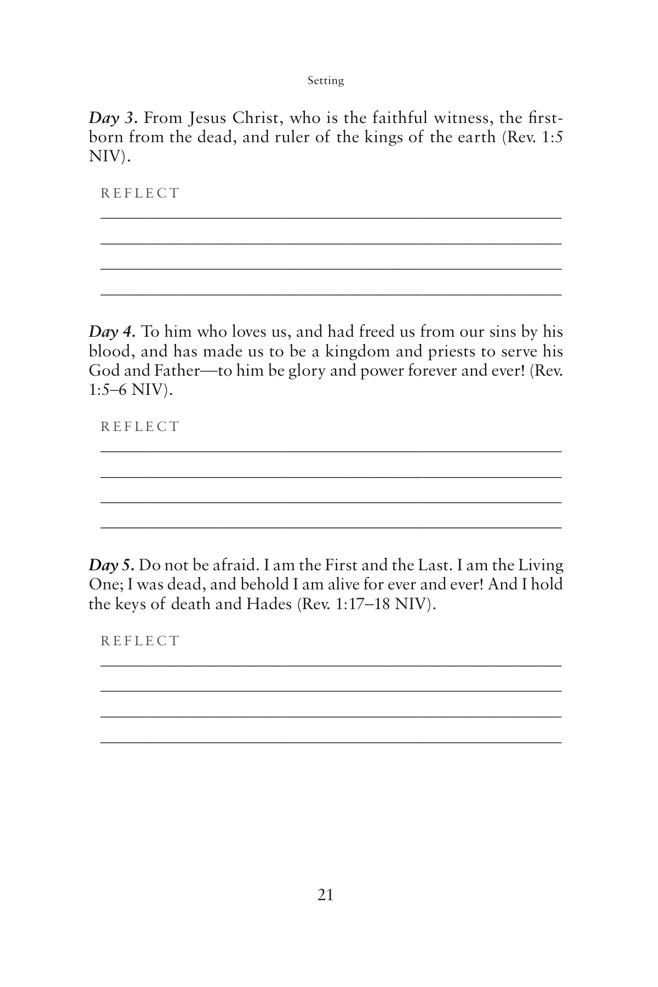 Setting
Day 3. From Jesus Christ, who is the faithful witness, the first-
born from the dead, and ruler of the kings of the earth (Rev. 1:5
NIV).
REFLECT
Day 4. To him who loves us, and had freed us from our sins by his
blood, and has made us to be a kingdom and priests to serve his
God and Father—to him be glory and power forever and ever! (Rev.
1:5–6 NIV).
REFLECT
Day 5. Do not be afraid. I am the First and the Last. I am the Living
One; I was dead, and behold I am alive for ever and ever! And I hold
the keys of death and Hades (Rev. 1:17–18 NIV).
REFLECT
21